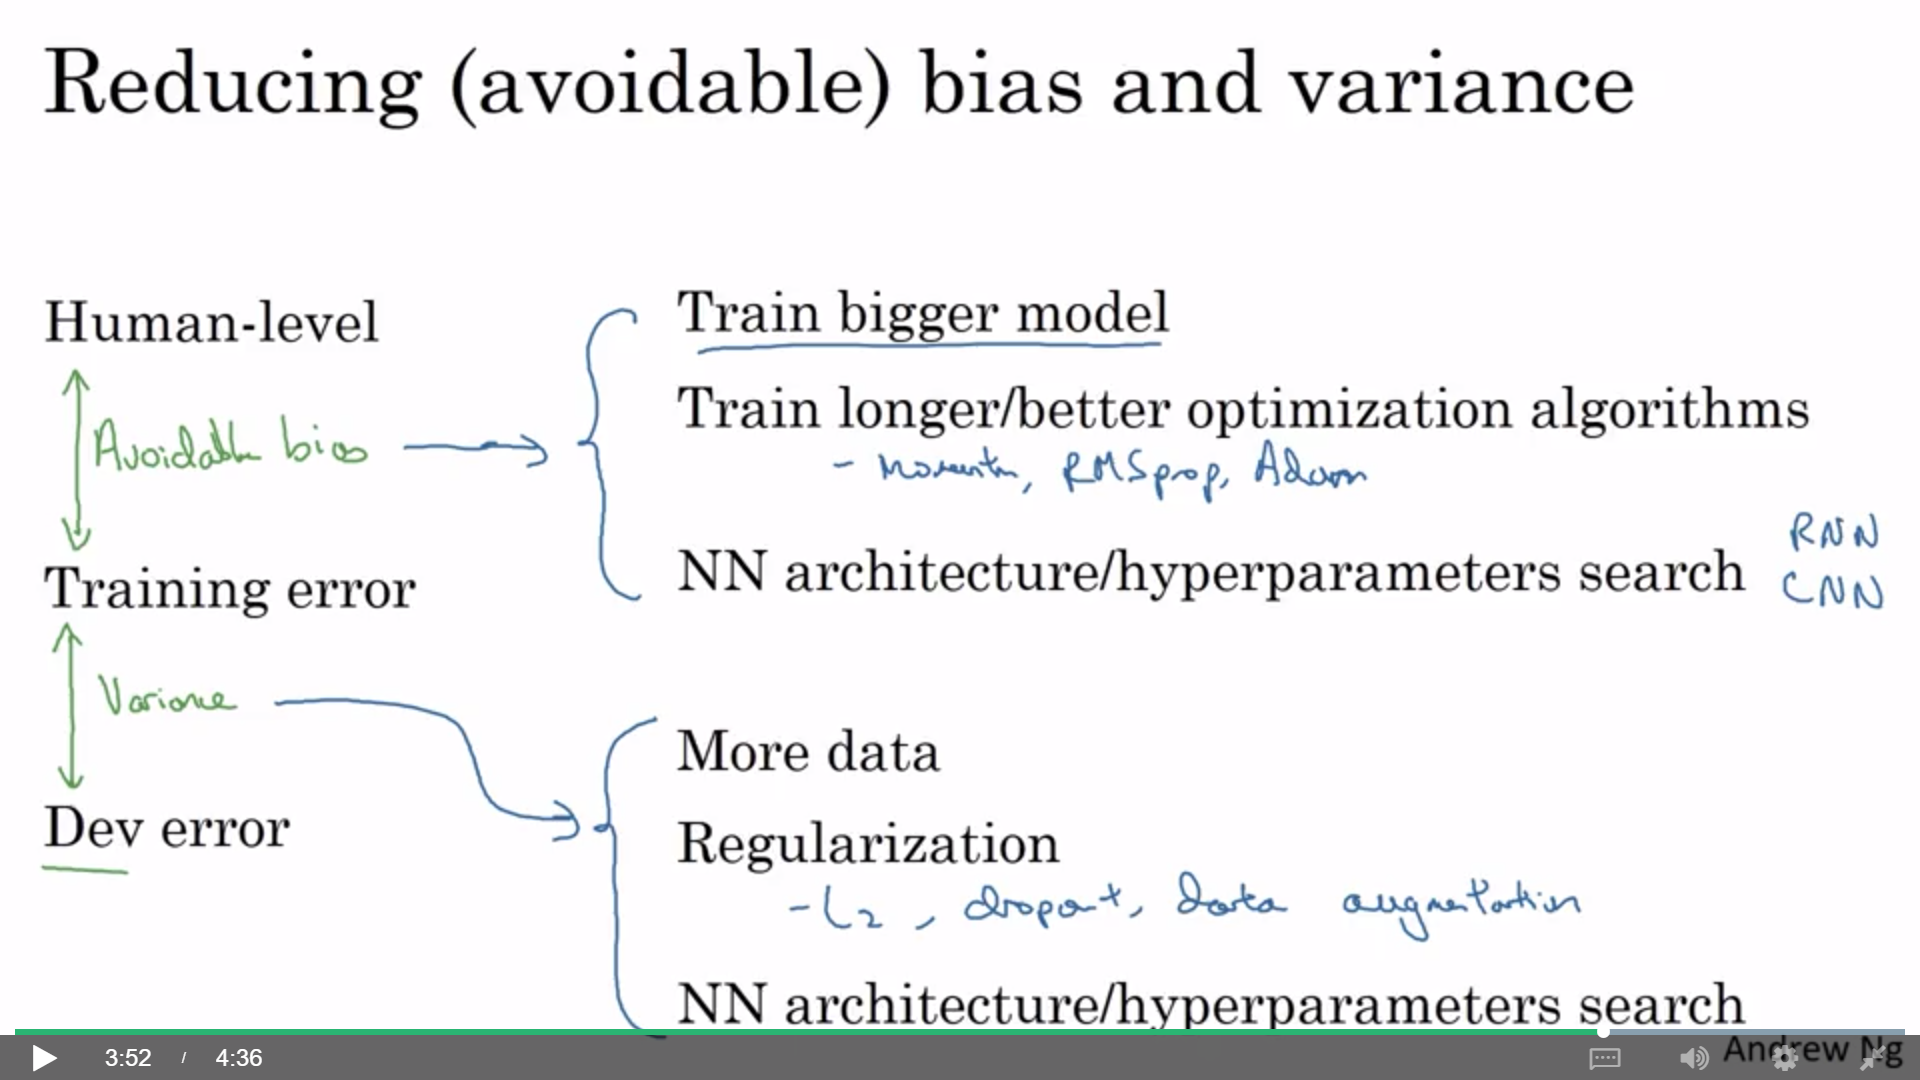 Reducing (avoidable) bias and variance
Human-level
Avoidable bias
Training error
Variance
Dev error
Train bigger model
Train longer/better optimization algorithms
- Momentum, RMSprop, Adam
NN architecture/hyperparameters search
RNN
CNN
More data
Regularization
- L2, dropout, data augmentation
NN architecture/hyperparameters search
3:52 / 4:36
Andrew Ng